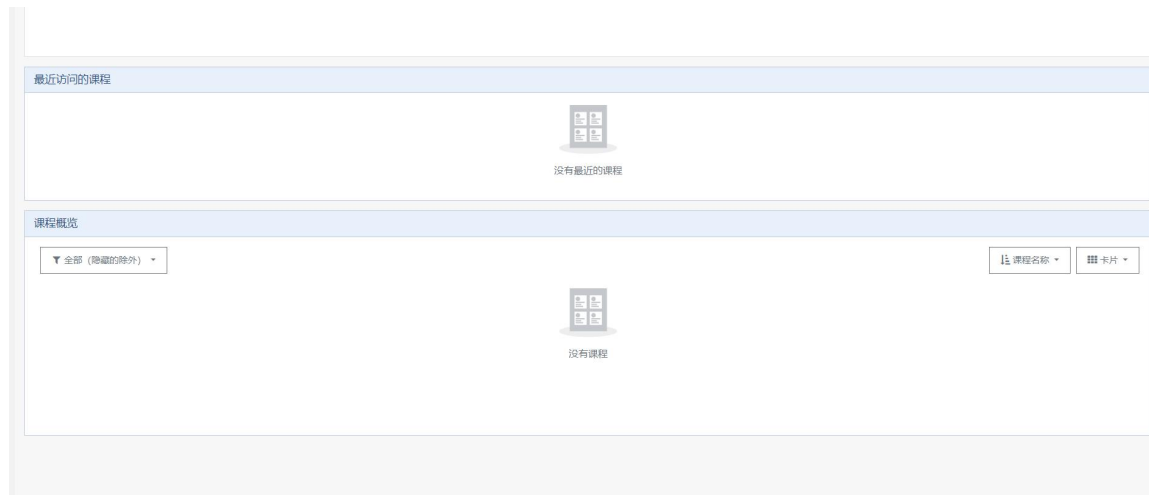 最近访问的课程
没有最近的课程
课程概览
全部（隐藏的除外）
课程名称
卡片
没有课程